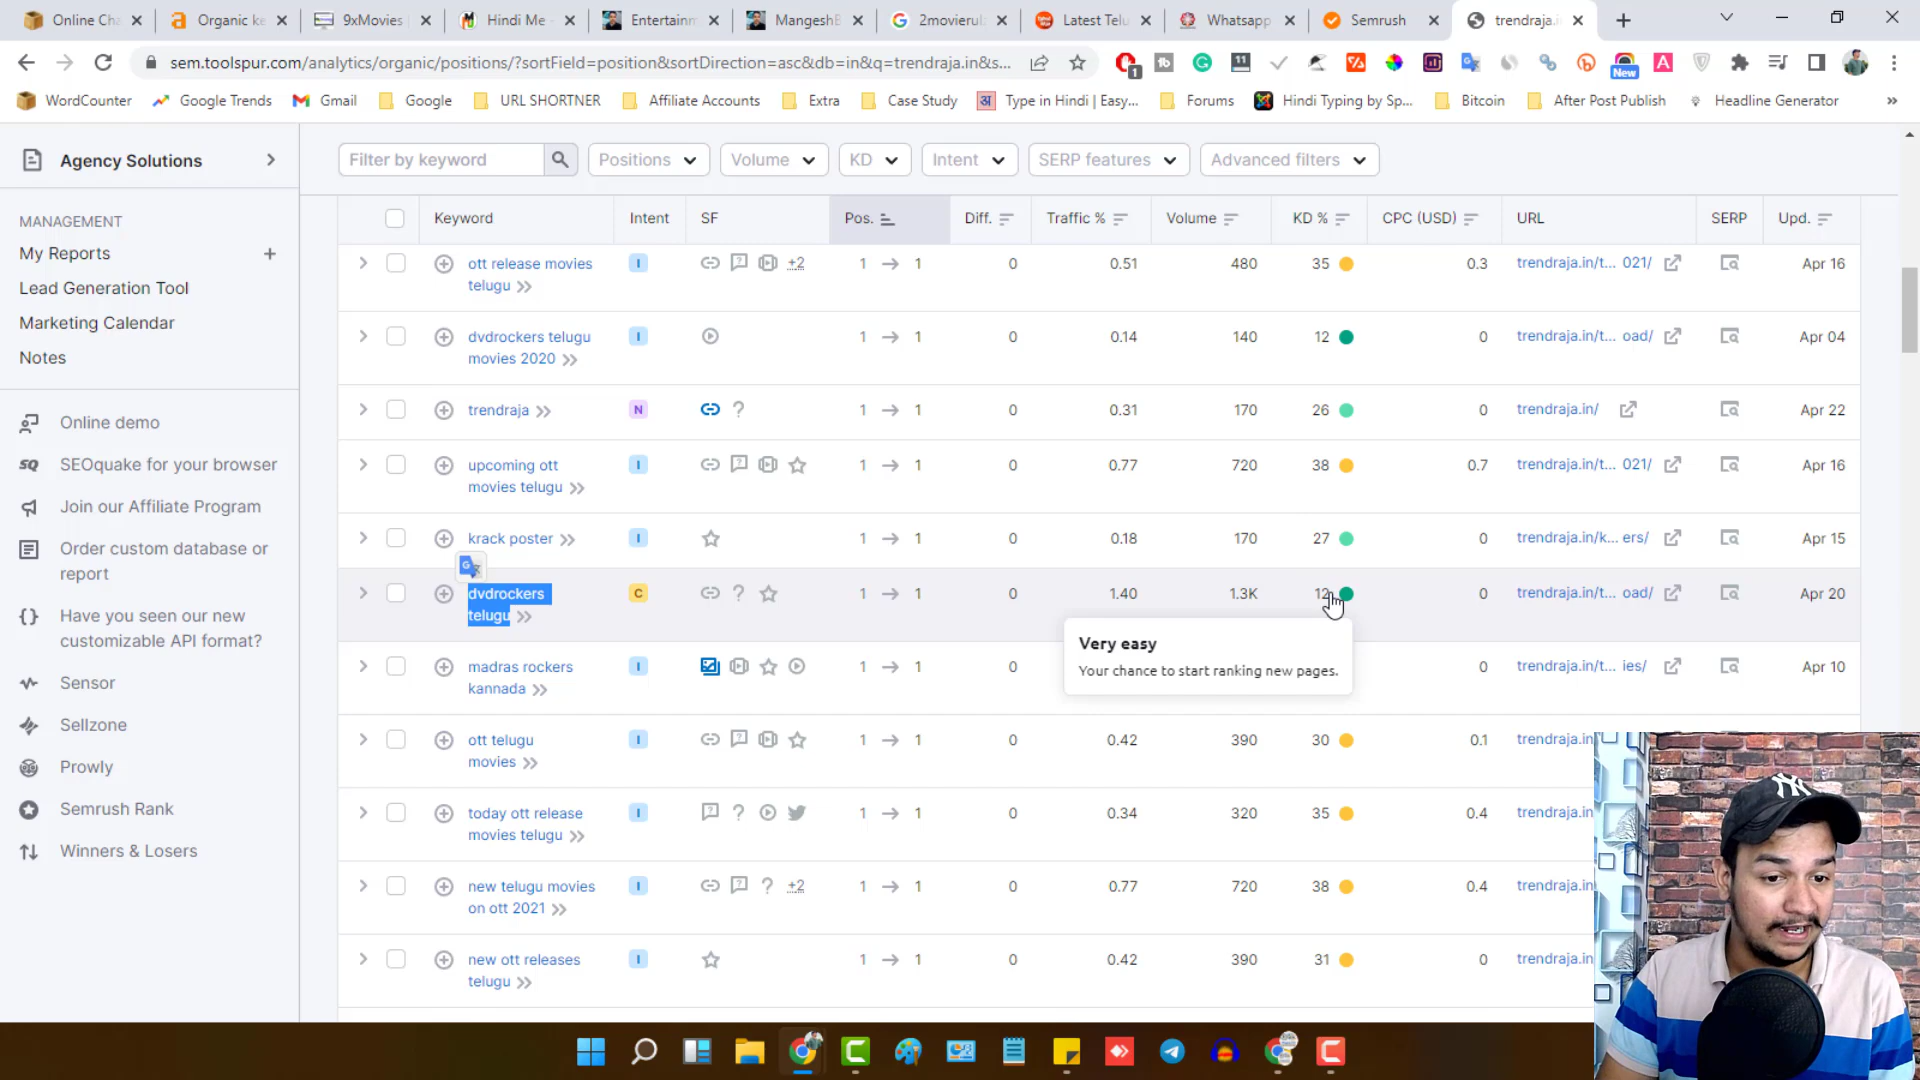 Online Cha
Organic ke
9xMovies
Hindi Me -
Entertainm
MangeshB
2movierul
Latest Telu
Whatsapp
Semrush
trendraja.i
sem.toolspur.com/analytics/organic/positions/?sortField=position&sortDirection=asc&db=in&q=trendraja.in&s...
WordCounter
Google Trends
Gmail
Google
URL SHORTNER
Affiliate Accounts
Extra
Case Study
Type in Hindi | Easy...
Forums
Hindi Typing by Sp...
Bitcoin
After Post Publish
Headline Generator
New
Agency Solutions
MANAGEMENT
My Reports
Lead Generation Tool
Marketing Calendar
Notes
Online demo
SEOquake for your browser
Join our Affiliate Program
Order custom database or
report
Have you seen our new
customizable API format?
Sensor
Sellzone
Prowly
Semrush Rank
Winners & Losers
Filter by keyword
Positions
Volume
KD
Intent
SERP features
Advanced filters
Keyword Intent SF Pos. Diff. Traffic % Volume KD % CPC (USD) URL SERP Upd.
ott release movies I +2 1 → 1 0 0.51 480 35 0.3 trendraja.in/t... 021/ Apr 16
telugu
dvdrockers telugu I 1 → 1 0 0.14 140 12 0 trendraja.in/t... oad/ Apr 04
movies 2020
trendraja N 1 → 1 0 0.31 170 26 0 trendraja.in/ Apr 22
upcoming ott I 1 → 1 0 0.77 720 38 0.7 trendraja.in/t... 021/ Apr 16
movies telugu
krack poster I 1 → 1 0 0.18 170 27 0 trendraja.in/k... ers/ Apr 15
dvdrockers C 1 → 1 0 1.40 1.3K 12 0 trendraja.in/t... oad/ Apr 20
telugu
Very easy
Your chance to start ranking new pages.
madras rockers I 1 → 1 0 0 trendraja.in/t... ies/ Apr 10
kannada
ott telugu I 1 → 1 0 0.42 390 30 0.1 trendraja.in
movies
today ott release I 1 → 1 0 0.34 320 35 0.4 trendraja.in
movies telugu
new telugu movies I +2 1 → 1 0 0.77 720 38 0.4 trendraja.in
on ott 2021
new ott releases I 1 → 1 0 0.42 390 31 0 trendraja.in
telugu